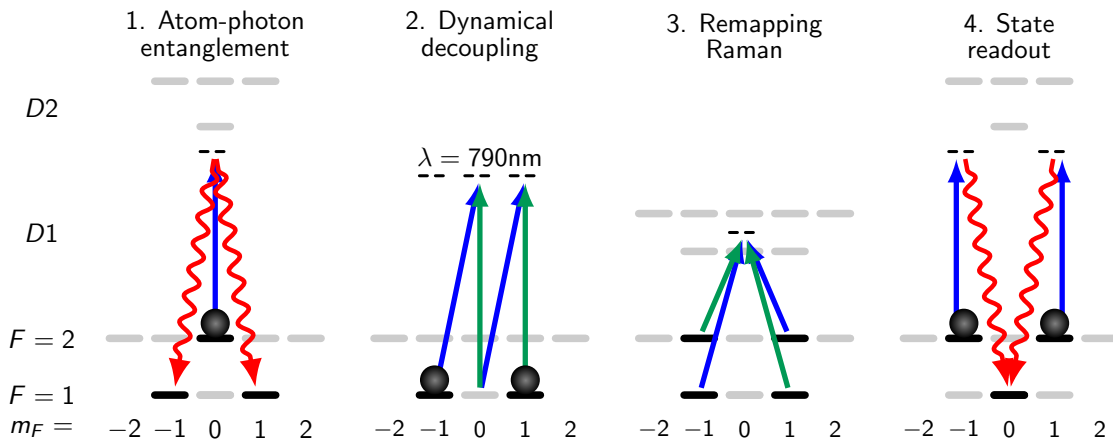 1. Atom-photon
entanglement
2. Dynamical
decoupling
3. Remapping
Raman
4. State
readout
D2
λ = 790nm
D1
F = 2
F = 1
m_F = −2 −1 0 1 2 −2 −1 0 1 2 −2 −1 0 1 2 −2 −1 0 1 2